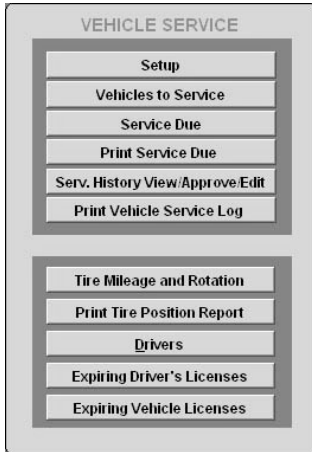 VEHICLE SERVICE
Setup
Vehicles to Service
Service Due
Print Service Due
Serv. History View/Approve/Edit
Print Vehicle Service Log
Tire Mileage and Rotation
Print Tire Position Report
Drivers
Expiring Driver's Licenses
Expiring Vehicle Licenses